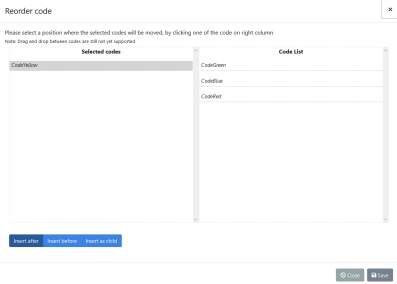 Reorder code
×
Please select a position where the selected codes will be moved, by clicking one of the code on right column
Note: Drag and drop between codes are still not yet supported
Selected codes
Code List
CodeYellow
CodeGreen
CodeBlue
CodeRed
Insert after
Insert before
Insert as child
Close
Save